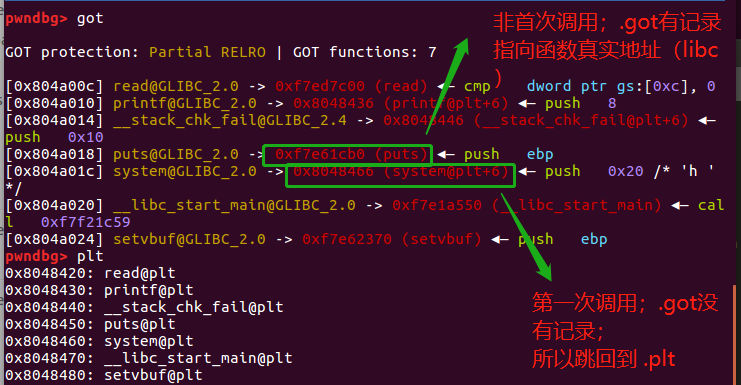 pwndbg> got
非首次调用；.got有记录
指向函数真实地址（libc
）
GOT protection: Partial RELRO | GOT functions: 7
[0x804a00c] read@GLIBC_2.0 -> 0xf7ed7c00 (read) ◂— cmp    dword ptr gs:[0xc], 0
[0x804a010] printf@GLIBC_2.0 -> 0x8048436 (printf@plt+6) ◂— push   8
[0x804a014] __stack_chk_fail@GLIBC_2.4 -> 0x8048446 (__stack_chk_fail@plt+6) ◂—
push   0x10
[0x804a018] puts@GLIBC_2.0 -> 0xf7e61cb0 (puts) ◂— push   ebp
[0x804a01c] system@GLIBC_2.0 -> 0x8048466 (system@plt+6) ◂— push   0x20 /* 'h '
*/
[0x804a020] __libc_start_main@GLIBC_2.0 -> 0xf7e1a550 (__libc_start_main) ◂— cal
l   0xf7f21c59
[0x804a024] setvbuf@GLIBC_2.0 -> 0xf7e62370 (setvbuf) ◂— push   ebp
pwndbg> plt
0x8048420: read@plt
0x8048430: printf@plt
0x8048440: __stack_chk_fail@plt
0x8048450: puts@plt
0x8048460: system@plt
0x8048470: __libc_start_main@plt
0x8048480: setvbuf@plt
第一次调用；.got没
有记录；
所以跳回到 .plt